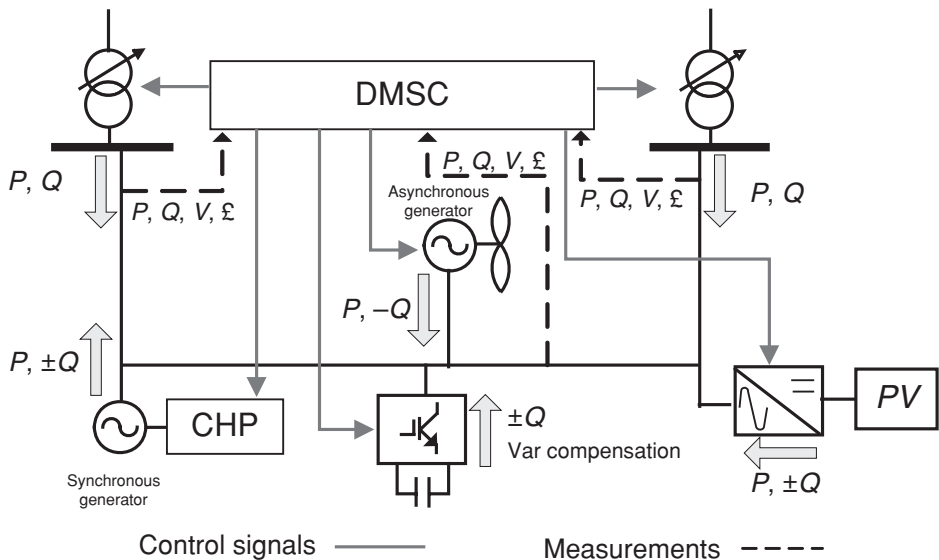 DMSC
P, Q, V, £
Asynchronous
generator
P, Q
P, Q, V, £
P, Q, V, £
P, Q
P, –Q
P, ±Q
CHP
Synchronous
generator
±Q
Var compensation
PV
P, ±Q
Control signals
Measurements